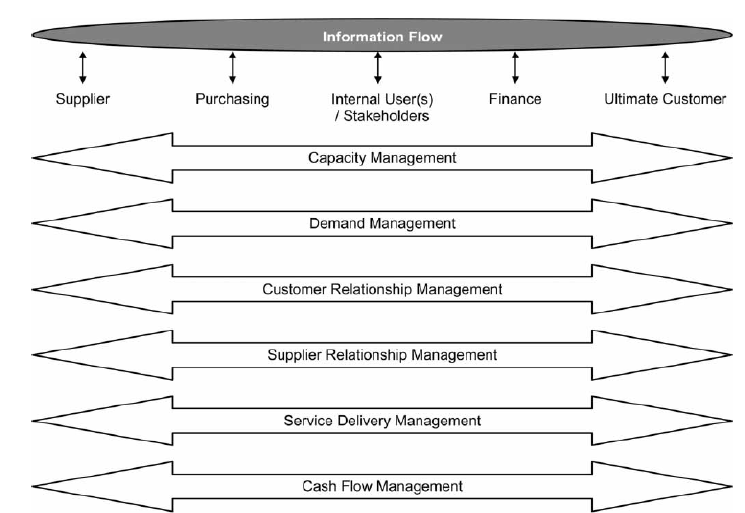 Information Flow
Supplier
Purchasing
Internal User(s)
/ Stakeholders
Finance
Ultimate Customer
Capacity Management
Demand Management
Customer Relationship Management
Supplier Relationship Management
Service Delivery Management
Cash Flow Management